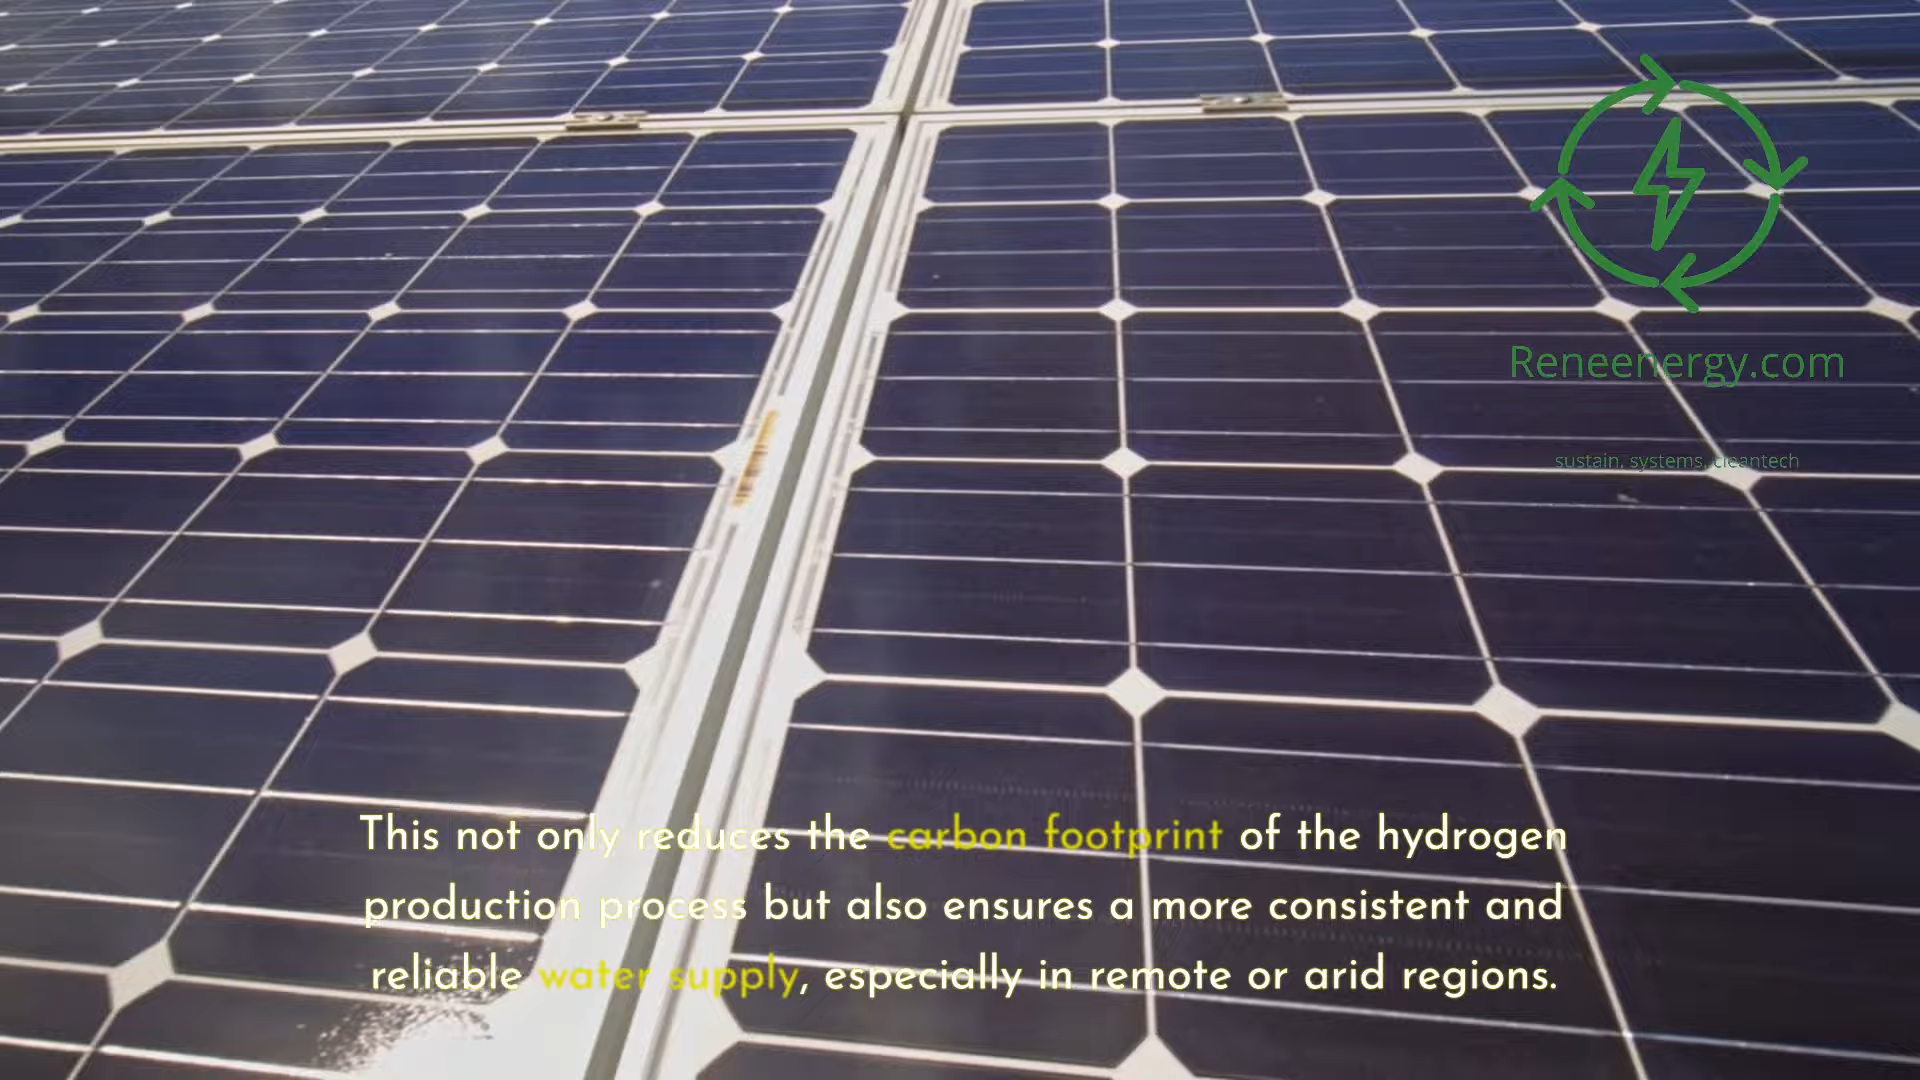 Reneenergy.com
sustain, systems, cleantech
This not only reduces the carbon footprint of the hydrogen
production process but also ensures a more consistent and
reliable water supply, especially in remote or arid regions.